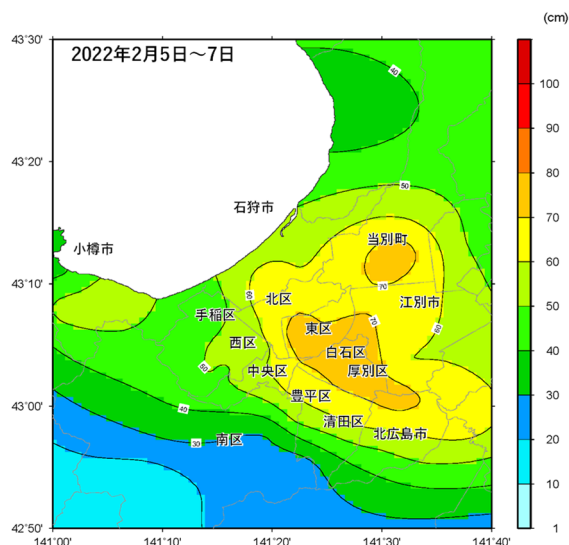 (cm)
43°30'
2022年2月5日～7日
40
100
90
43°20'
80
50
石狩市
70
当別町
小樽市
60
43°10'
70
北区
60
江別市
50
手稲区
東区
70
60
西区
白石区
40
50
中央区
厚別区
豊平区
30
43°00'
40
清田区
北広島市
20
30
南区
10
42°50'
1
141°00' 141°10' 141°20' 141°30' 141°40'